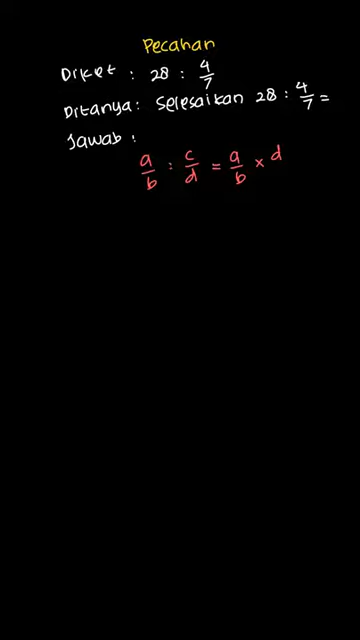 Pecahan
Diket : 28 : 4/7
Ditanya : Selesaikan 28 : 4/7 =
Jawab :
a/b : c/d = a/b × d